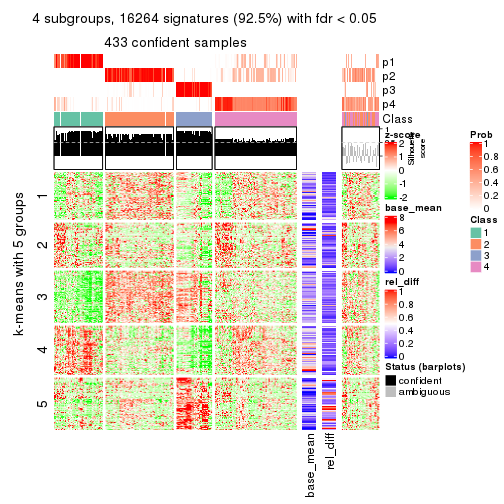 4 subgroups, 16264 signatures (92.5%) with fdr < 0.05
433 confident samples
p1
p2
p3
p4
Class
1
Silhouette
score
k-means with 5 groups
1
2
3
4
5
base_mean
rel_diff
z-score
2
1
0
-1
-2
base_mean
8
6
4
2
0
rel_diff
1
0.8
0.6
0.4
0.2
0
Status (barplots)
confident
ambiguous
Prob
1
0.8
0.6
0.4
0.2
0
Class
1
2
3
4